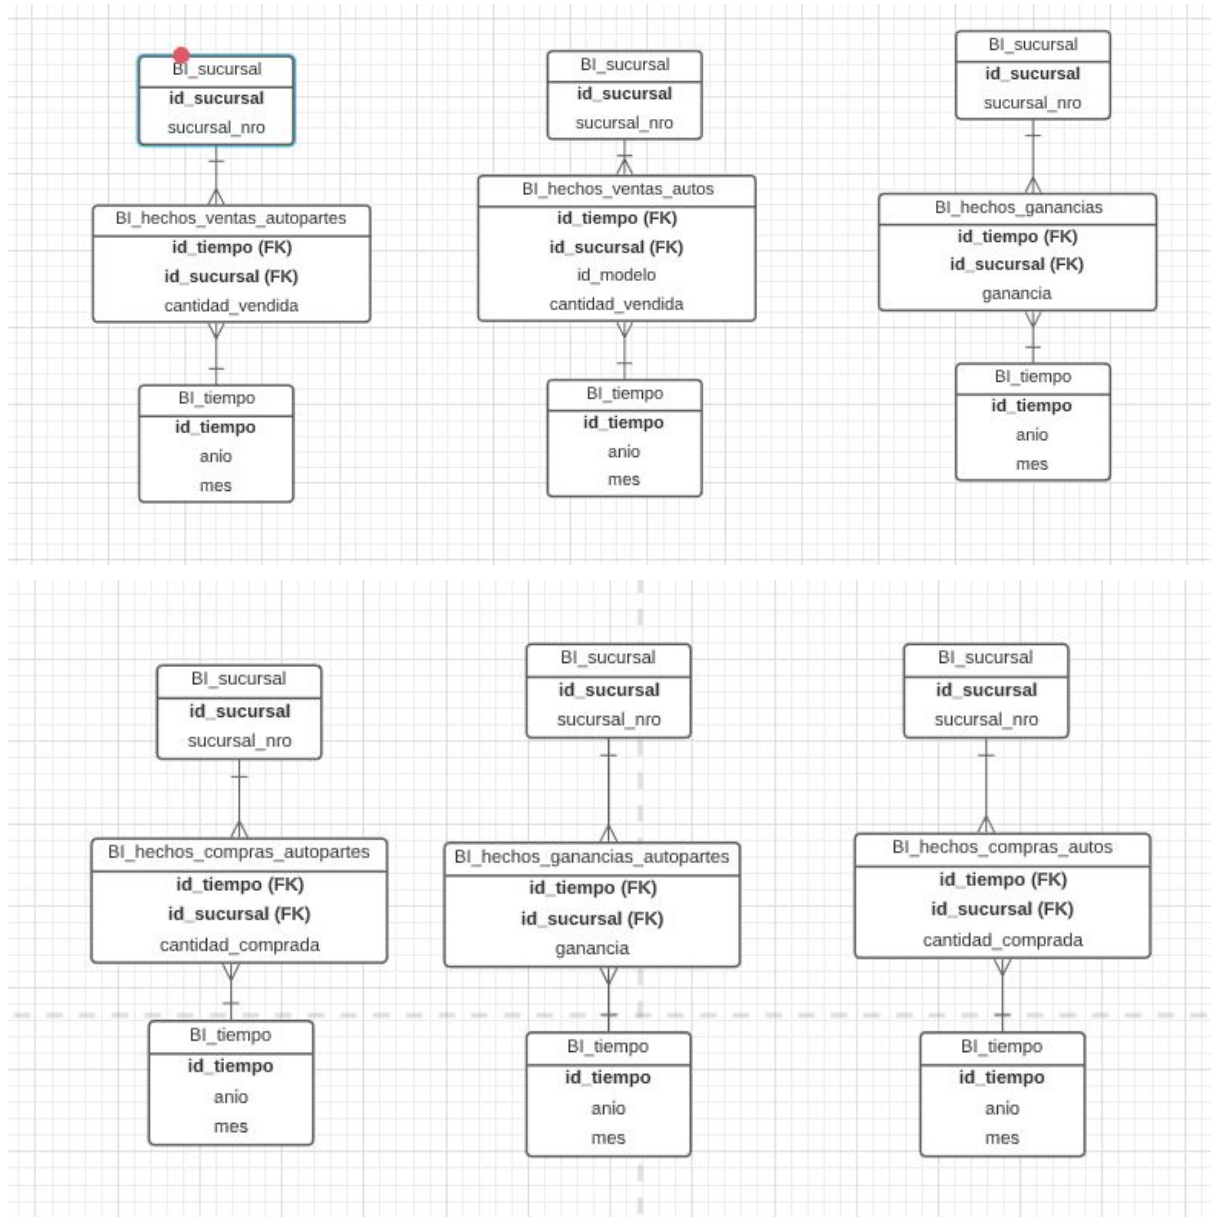 BI_sucursal
id_sucursal
sucursal_nro
BI_hechos_ventas_autopartes
id_tiempo (FK)
id_sucursal (FK)
cantidad_vendida
BI_tiempo
id_tiempo
anio
mes
BI_sucursal
id_sucursal
sucursal_nro
BI_hechos_ventas_autos
id_tiempo (FK)
id_sucursal (FK)
id_modelo
cantidad_vendida
BI_tiempo
id_tiempo
anio
mes
BI_sucursal
id_sucursal
sucursal_nro
BI_hechos_ganancias
id_tiempo (FK)
id_sucursal (FK)
ganancia
BI_tiempo
id_tiempo
anio
mes
BI_sucursal
id_sucursal
sucursal_nro
BI_hechos_compras_autopartes
id_tiempo (FK)
id_sucursal (FK)
cantidad_comprada
BI_tiempo
id_tiempo
anio
mes
BI_sucursal
id_sucursal
sucursal_nro
BI_hechos_ganancias_autopartes
id_tiempo (FK)
id_sucursal (FK)
ganancia
BI_tiempo
id_tiempo
anio
mes
BI_sucursal
id_sucursal
sucursal_nro
BI_hechos_compras_autos
id_tiempo (FK)
id_sucursal (FK)
cantidad_comprada
BI_tiempo
id_tiempo
anio
mes